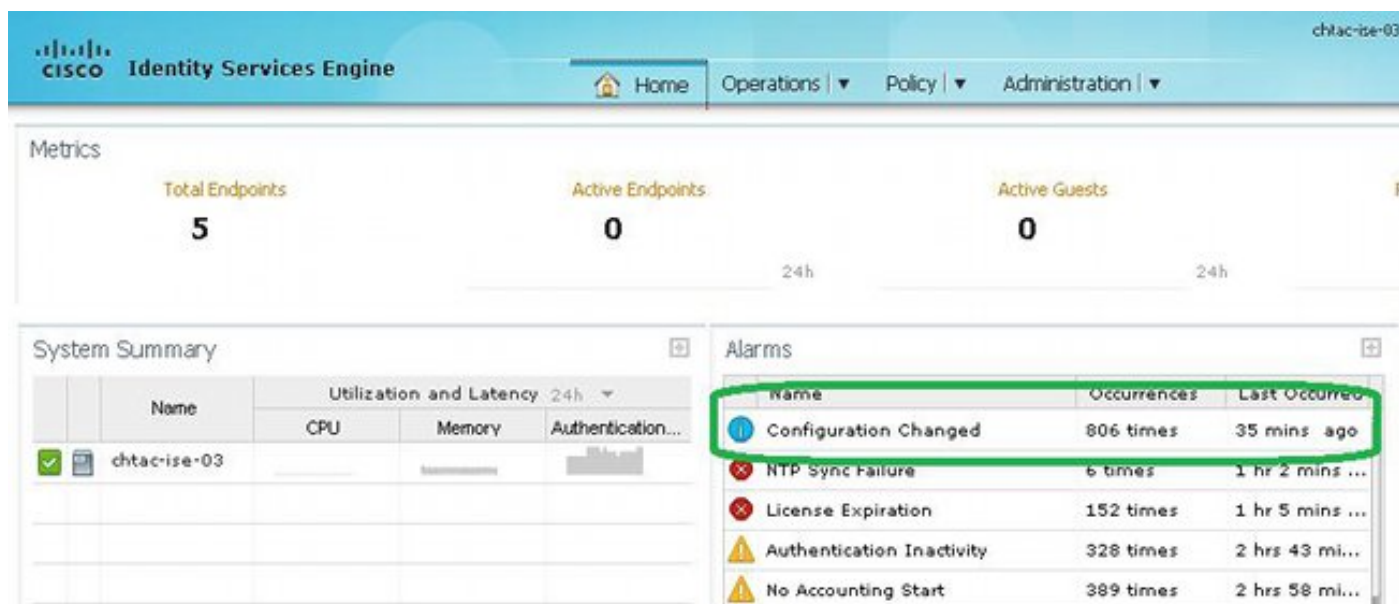 chtac-ise-03
CISCO Identity Services Engine
Home Operations Policy Administration
Metrics
Total Endpoints Active Endpoints Active Guests
5 0 0
24h 24h
System Summary
Name Utilization and Latency 24h
CPU Memory Authentication...
chtac-ise-03
Alarms
Name Occurrences Last Occurred
Configuration Changed 806 times 35 mins ago
NTP Sync Failure 6 times 1 hr 2 mins ...
License Expiration 152 times 1 hr 5 mins ...
Authentication Inactivity 328 times 2 hrs 43 mi...
No Accounting Start 389 times 2 hrs 58 mi...